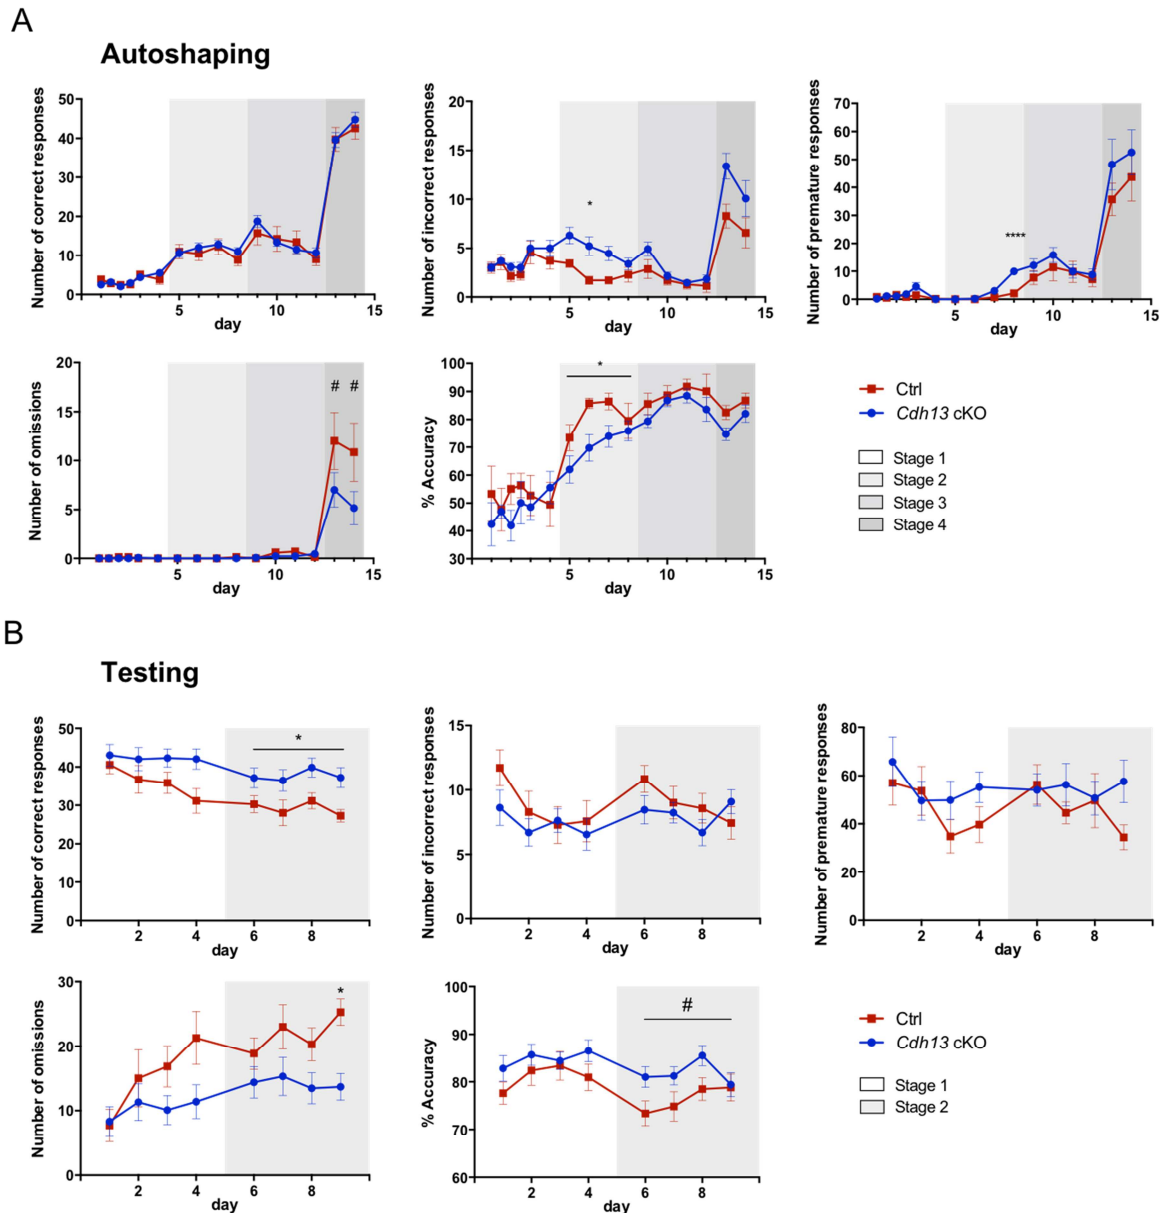 A
Autoshaping
Number of correct responses
50
40
30
20
10
0
5
10
15
day
Number of incorrect responses
20
15
10
5
0
*
5
10
15
day
Number of premature responses
70
60
50
40
30
20
10
0
****
5
10
15
day
Number of omissions
20
15
10
5
0
# #
5
10
15
day
% Accuracy
100
90
80
70
60
50
40
30
*
5
10
15
day
Ctrl
Cdh13 cKO
Stage 1
Stage 2
Stage 3
Stage 4
B
Testing
Number of correct responses
50
40
30
20
10
0
*
2
4
6
8
day
Number of incorrect responses
15
10
5
0
2
4
6
8
day
Number of premature responses
80
60
40
20
0
2
4
6
8
day
Number of omissions
30
20
10
0
*
2
4
6
8
day
% Accuracy
100
90
80
70
60
#
2
4
6
8
day
Ctrl
Cdh13 cKO
Stage 1
Stage 2